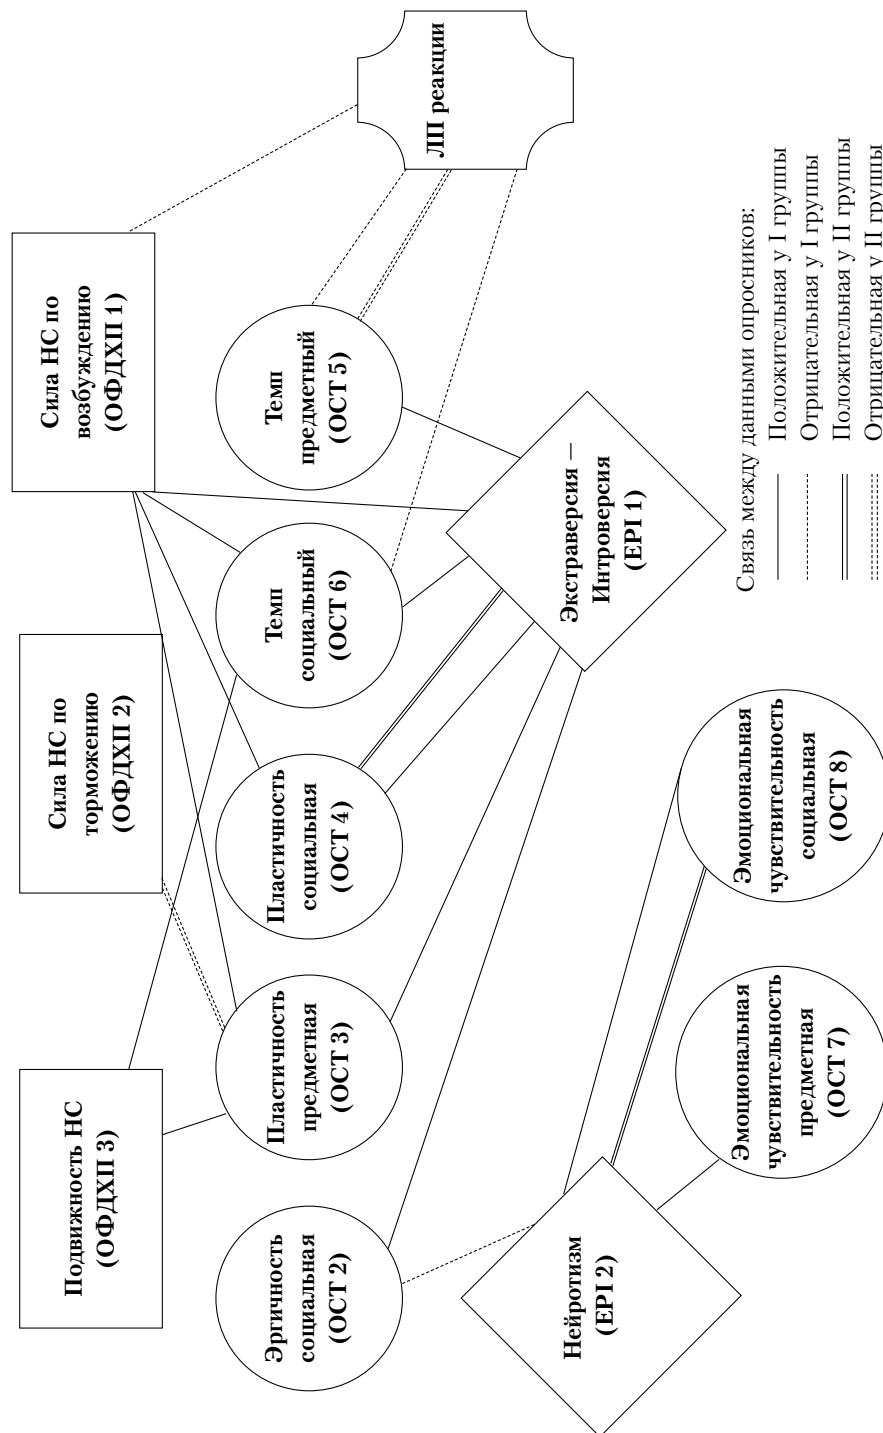 Подвижность НС
(ОФДХП 3)
Сила НС по
торможению
(ОФДХП 2)
Сила НС по
возбуждению
(ОФДХП 1)
Эргичность
социальная
(ОСТ 2)
Пластичность
предметная
(ОСТ 3)
Пластичность
социальная
(ОСТ 4)
Темп
социальный
(ОСТ 6)
Темп
предметный
(ОСТ 5)
ЛП реакции
Нейротизм
(EPI 2)
Экстраверсия —
Интроверсия
(EPI 1)
Эмоциональная
чувствительность
предметная
(ОСТ 7)
Эмоциональная
чувствительность
социальная
(ОСТ 8)
Связь между данными опросников:
Положительная у I группы
Отрицательная у I группы
Положительная у II группы
Отрицательная у II группы